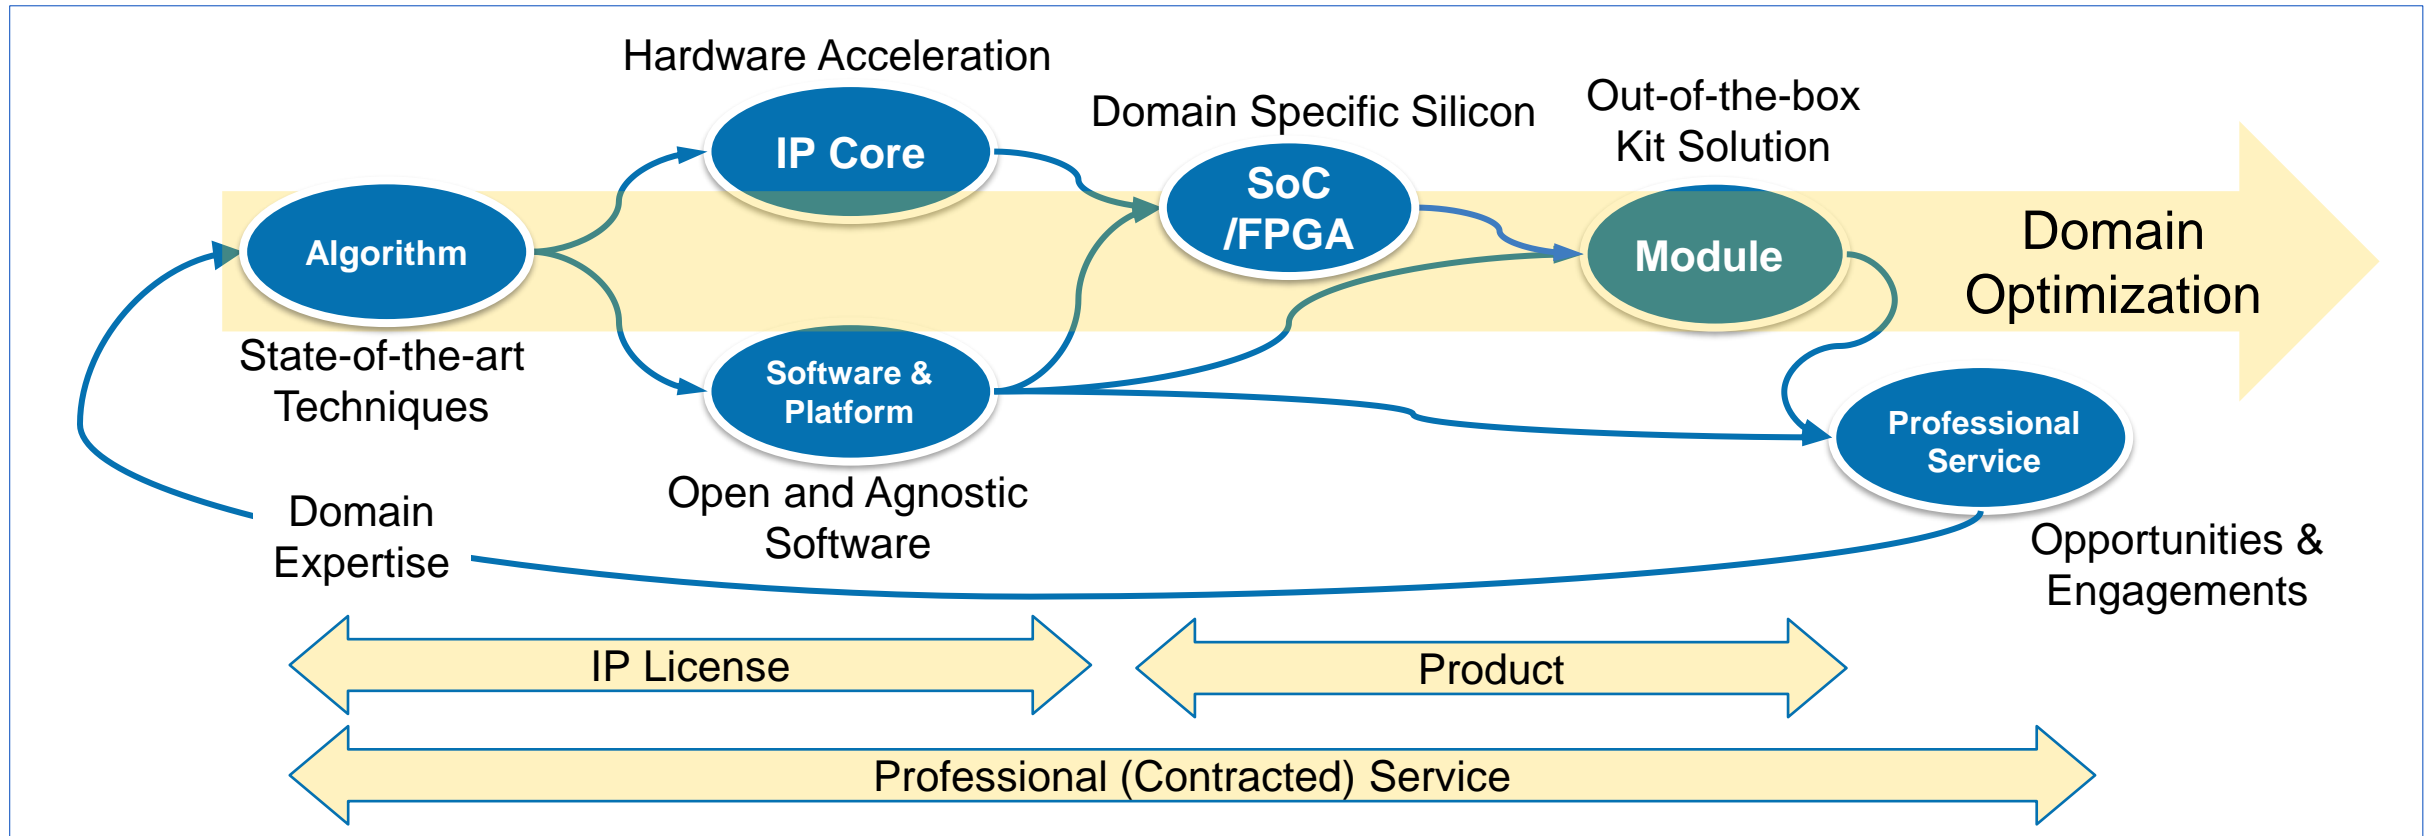 Hardware Acceleration
IP Core
Domain Specific Silicon
SoC
/FPGA
Out-of-the-box
Kit Solution
Module
Domain
Optimization
Algorithm
State-of-the-art
Techniques
Software &
Platform
Open and Agnostic
Software
Professional
Service
Opportunities &
Engagements
Domain
Expertise
IP License
Product
Professional (Contracted) Service